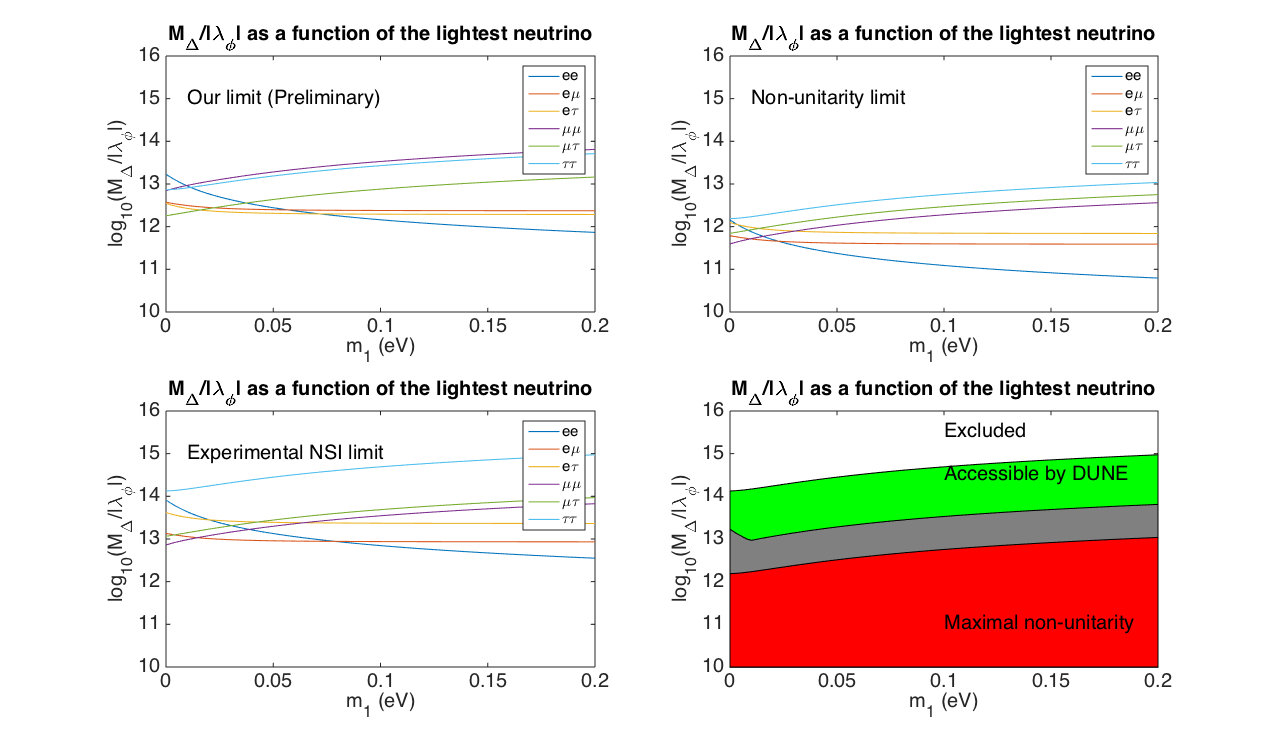 M_Δ/|λ_ϕ| as a function of the lightest neutrino
16
15
14
13
12
11
10
log₁₀(M_Δ/|λ_ϕ|)
Our limit (Preliminary)
ee
eμ
eτ
μμ
μτ
ττ
0 0.05 0.1 0.15 0.2
m₁ (eV)
M_Δ/|λ_ϕ| as a function of the lightest neutrino
16
15
14
13
12
11
10
log₁₀(M_Δ/|λ_ϕ|)
Non-unitarity limit
ee
eμ
eτ
μμ
μτ
ττ
0 0.05 0.1 0.15 0.2
m₁ (eV)
M_Δ/|λ_ϕ| as a function of the lightest neutrino
16
15
14
13
12
11
10
log₁₀(M_Δ/|λ_ϕ|)
Experimental NSI limit
ee
eμ
eτ
μμ
μτ
ττ
0 0.05 0.1 0.15 0.2
m₁ (eV)
M_Δ/|λ_ϕ| as a function of the lightest neutrino
16
15
14
13
12
11
10
log₁₀(M_Δ/|λ_ϕ|)
Excluded
Accessible by DUNE
Maximal non-unitarity
0 0.05 0.1 0.15 0.2
m₁ (eV)